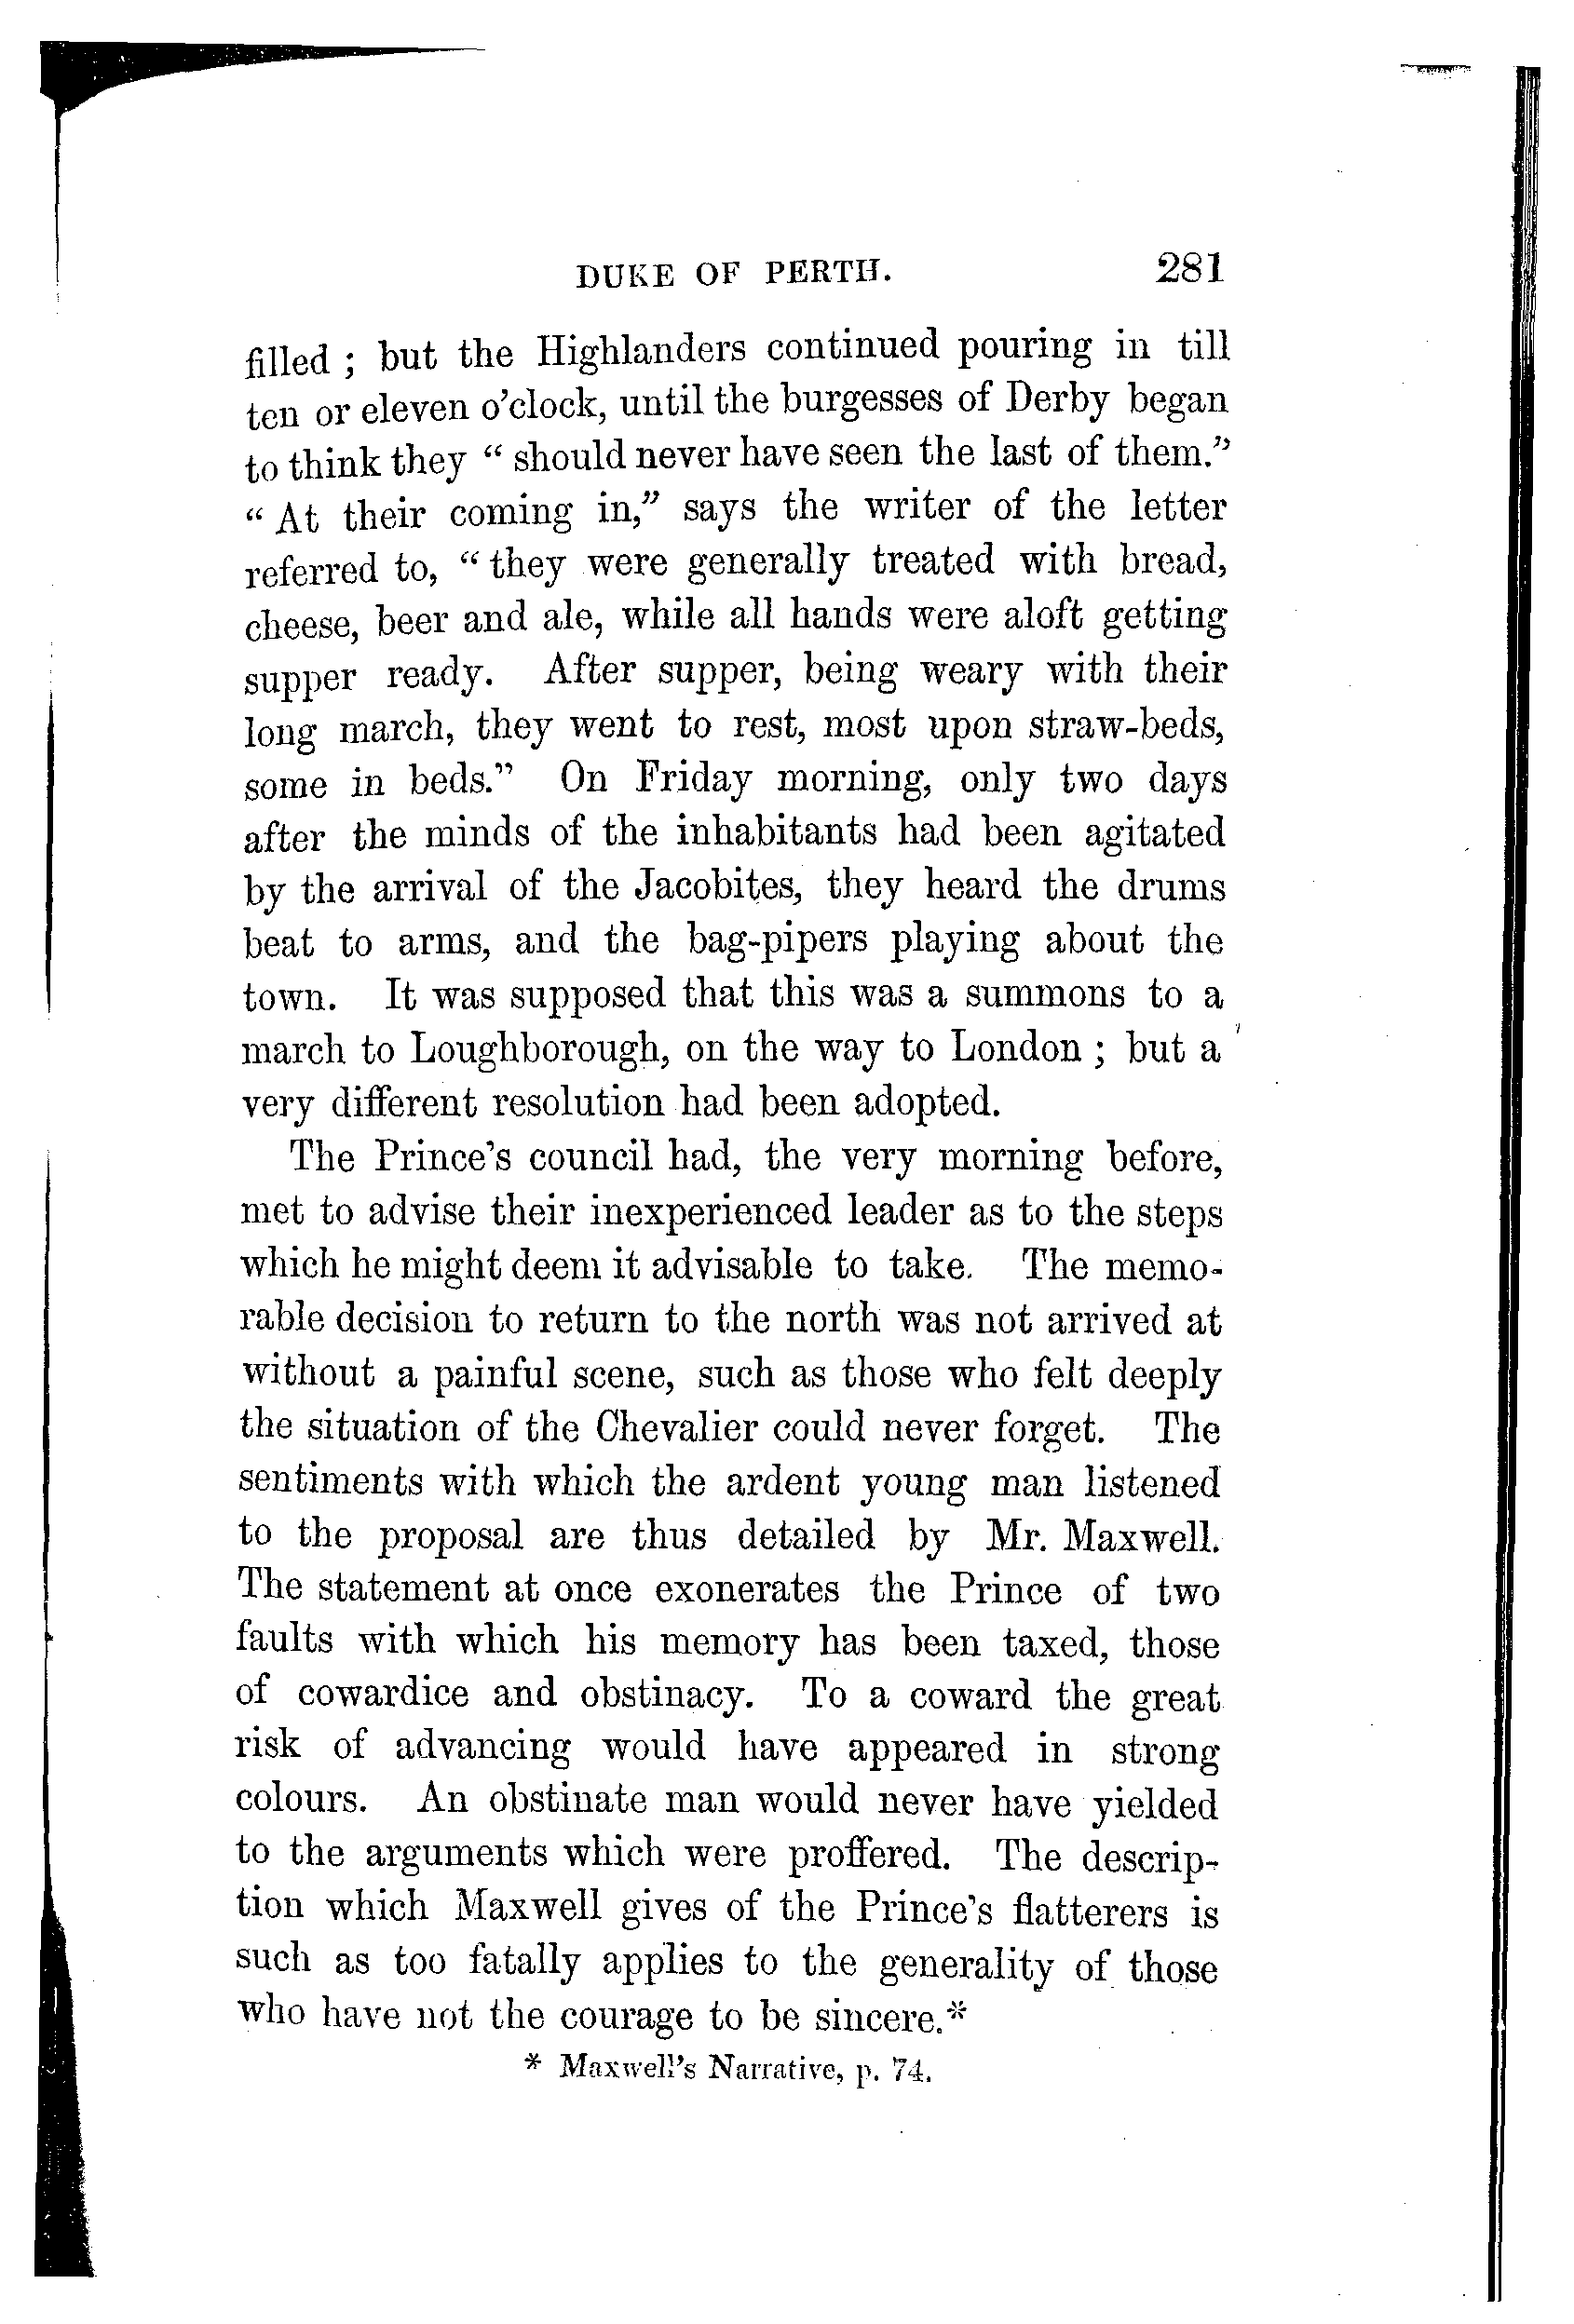 DUKE OF PERTH. 281
filled ; but the Highlanders continued pouring in till
ten or eleven o'clock, until the burgesses of Derby began
to think they " should never have seen the last of them."
" At their coming in," says the writer of the letter
referred to, " they were generally treated with bread,
cheese, beer and ale, while all hands were aloft getting
supper ready. After supper, being weary with their
long march, they went to rest, most upon straw-beds,
some in beds." On Friday morning, only two days
after the minds of the inhabitants had been agitated
by the arrival of the Jacobites, they heard the drums
beat to arms, and the bag-pipers playing about the
town. It was supposed that this was a summons to a
march to Loughborough, on the way to London ; but a
very different resolution had been adopted.
The Prince's council had, the very morning before,
met to advise their inexperienced leader as to the steps
which he might deem it advisable to take. The memo-
rable decision to return to the north was not arrived at
without a painful scene, such as those who felt deeply
the situation of the Chevalier could never forget. The
sentiments with which the ardent young man listened
to the proposal are thus detailed by Mr. Maxwell.
The statement at once exonerates the Prince of two
faults with which his memory has been taxed, those
of cowardice and obstinacy. To a coward the great
risk of advancing would have appeared in strong
colours. An obstinate man would never have yielded
to the arguments which were proffered. The descrip-
tion which Maxwell gives of the Prince's flatterers is
such as too fatally applies to the generality of those
who have not the courage to be sincere.*
* Maxwell's Narrative, p. 74.